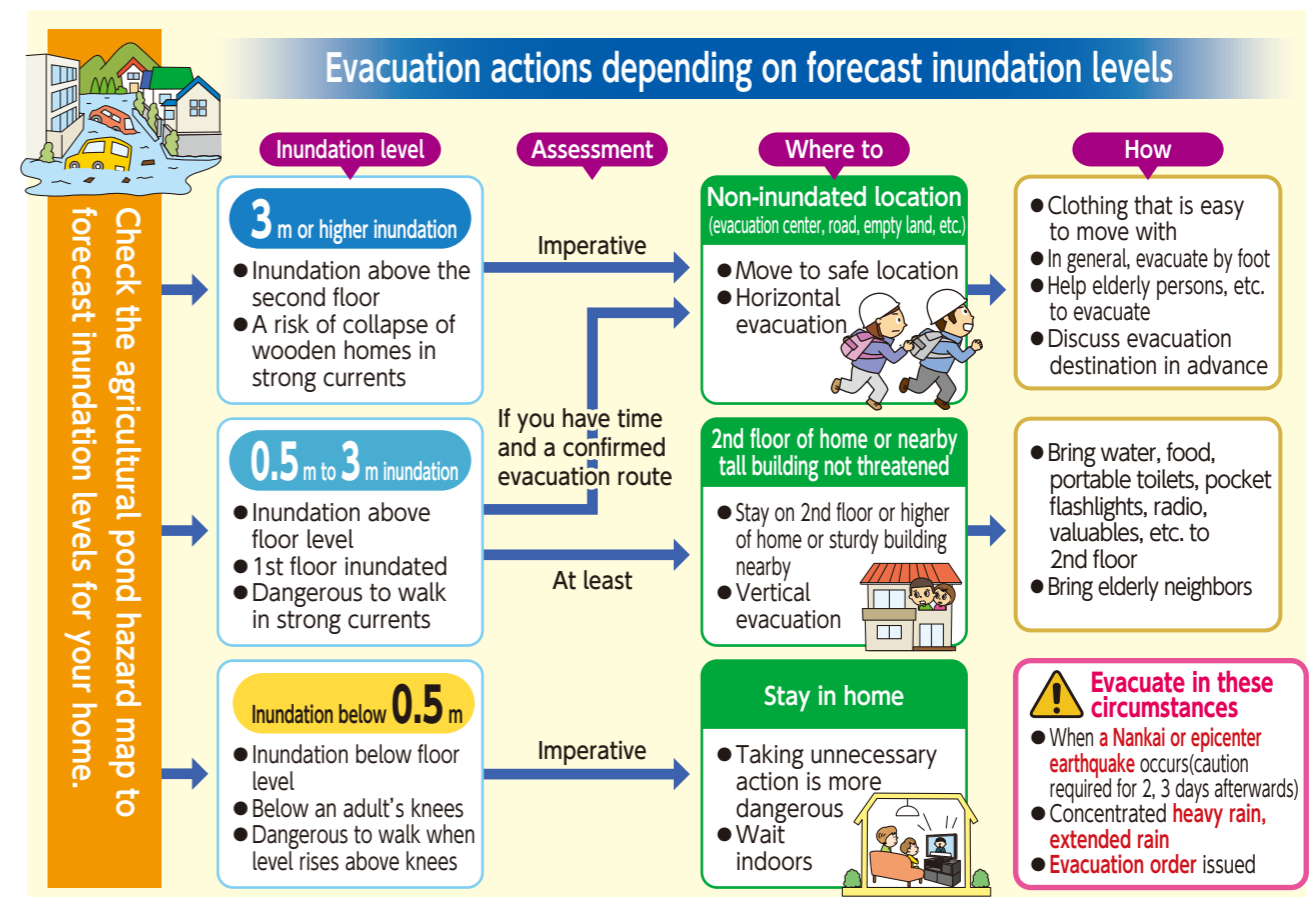 Evacuation actions depending on forecast inundation levels
Check the agricultural pond hazard map to
forecast inundation levels for your home.
Inundation level
Assessment
Where to
How
3 m or higher inundation
●Inundation above the
second floor
●A risk of collapse of
wooden homes in
strong currents
Imperative
Non-inundated location
(evacuation center, road, empty land, etc.)
●Move to safe location
●Horizontal
evacuation
●Clothing that is easy
to move with
●In general, evacuate by foot
●Help elderly persons, etc.
to evacuate
●Discuss evacuation
destination in advance
0.5 m to 3 m inundation
●Inundation above
floor level
●1st floor inundated
●Dangerous to walk
in strong currents
If you have time
and a confirmed
evacuation route
At least
2nd floor of home or nearby
tall building not threatened
●Stay on 2nd floor or higher
of home or sturdy building
nearby
●Vertical
evacuation
●Bring water, food,
portable toilets, pocket
flashlights, radio,
valuables, etc. to
2nd floor
●Bring elderly neighbors
Inundation below 0.5 m
●Inundation below floor
level
●Below an adult's knees
●Dangerous to walk when
level rises above knees
Imperative
Stay in home
●Taking unnecessary
action is more
dangerous
●Wait
indoors
Evacuate in these
circumstances
●When a Nankai or epicenter
earthquake occurs(caution
required for 2, 3 days afterwards)
●Concentrated heavy rain,
extended rain
●Evacuation order issued